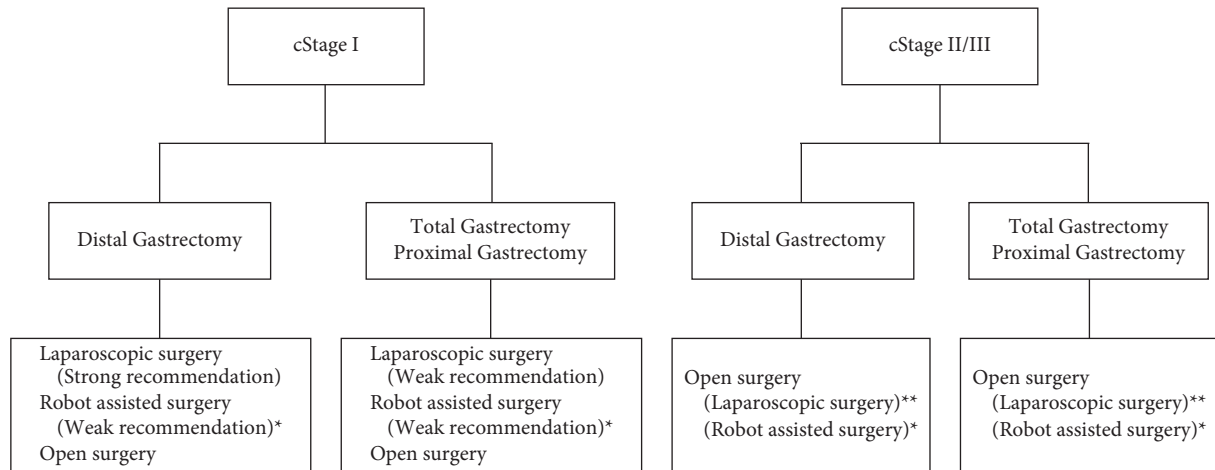 cStage I
cStage II/III
Distal Gastrectomy
Total Gastrectomy
Proximal Gastrectomy
Distal Gastrectomy
Total Gastrectomy
Proximal Gastrectomy
Laparoscopic surgery
(Strong recommendation)
Robot assisted surgery
(Weak recommendation)*
Open surgery
Laparoscopic surgery
(Weak recommendation)
Robot assisted surgery
(Weak recommendation)*
Open surgery
Open surgery
(Laparoscopic surgery)**
(Robot assisted surgery)*
Open surgery
(Laparoscopic surgery)**
(Robot assisted surgery)*